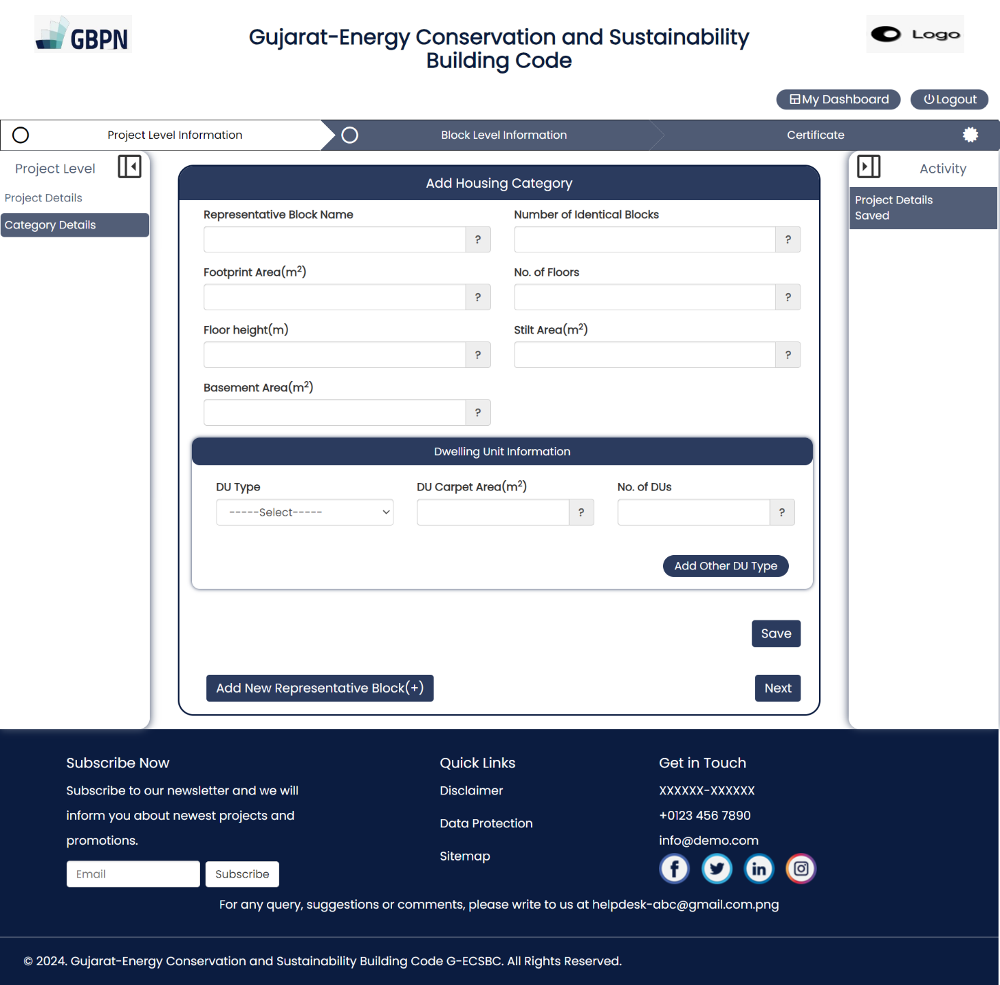 GBPN
Gujarat-Energy Conservation and Sustainability
Building Code
Logo
My Dashboard
Logout
Project Level Information
Block Level Information
Certificate
Project Level
Project Details
Category Details
Add Housing Category
Representative Block Name
Number of Identical Blocks
?
?
Footprint Area(m²)
No. of Floors
?
?
Floor height(m)
Stilt Area(m²)
?
?
Basement Area(m²)
?
Dwelling Unit Information
DU Type
DU Carpet Area(m²)
No. of DUs
-----Select-----
?
?
Add Other DU Type
Save
Add New Representative Block(+)
Next
Activity
Project Details
Saved
Subscribe Now
Subscribe to our newsletter and we will
inform you about newest projects and
promotions.
Email
Subscribe
Quick Links
Disclaimer
Data Protection
Sitemap
Get in Touch
XXXXXX-XXXXXX
+0123 456 7890
info@demo.com
For any query, suggestions or comments, please write to us at helpdesk-abc@gmail.com.png
© 2024. Gujarat-Energy Conservation and Sustainability Building Code G-ECSBC. All Rights Reserved.